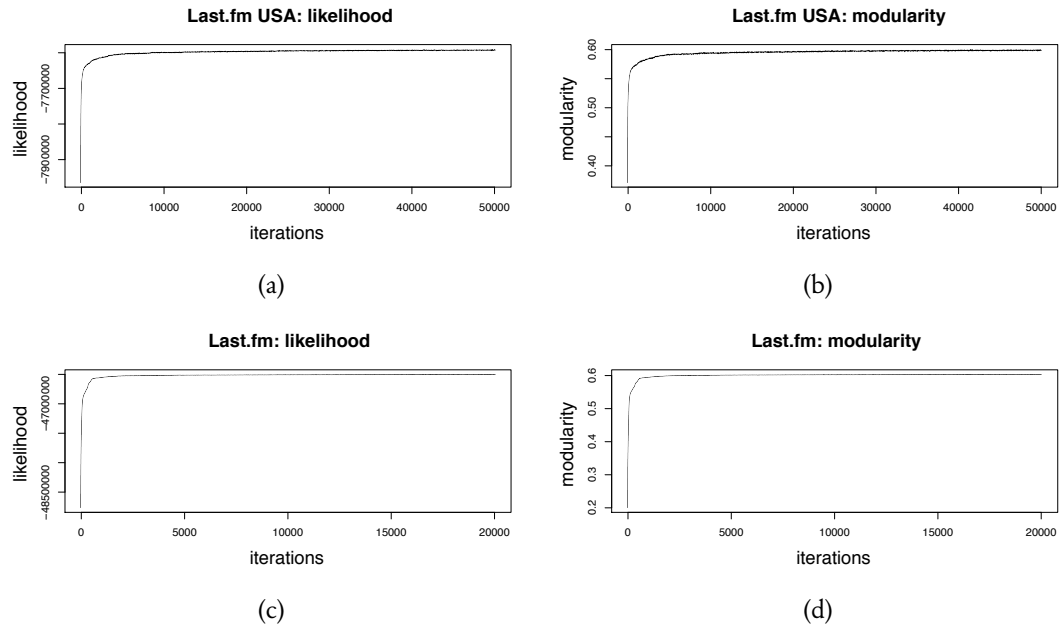 Last.fm USA: likelihood
likelihood
-7900000
-7700000
0 10000 20000 30000 40000 50000
iterations
(a)
Last.fm USA: modularity
modularity
0.40 0.50 0.60
0 10000 20000 30000 40000 50000
iterations
(b)
Last.fm: likelihood
likelihood
-48500000
-47000000
0 5000 10000 15000 20000
iterations
(c)
Last.fm: modularity
modularity
0.2 0.3 0.4 0.5 0.6
0 5000 10000 15000 20000
iterations
(d)